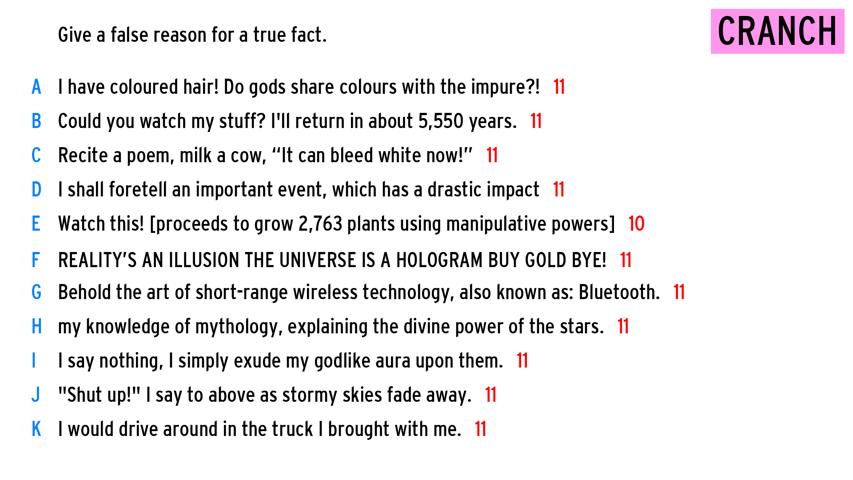 Give a false reason for a true fact.
CRANCH
A I have coloured hair! Do gods share colours with the impure?! 11
B Could you watch my stuff? I'll return in about 5,550 years. 11
C Recite a poem, milk a cow, “It can bleed white now!” 11
D I shall foretell an important event, which has a drastic impact 11
E Watch this! [proceeds to grow 2,763 plants using manipulative powers] 10
F REALITY’S AN ILLUSION THE UNIVERSE IS A HOLOGRAM BUY GOLD BYE! 11
G Behold the art of short-range wireless technology, also known as: Bluetooth. 11
H my knowledge of mythology, explaining the divine power of the stars. 11
I I say nothing, I simply exude my godlike aura upon them. 11
J "Shut up!" I say to above as stormy skies fade away. 11
K I would drive around in the truck I brought with me. 11